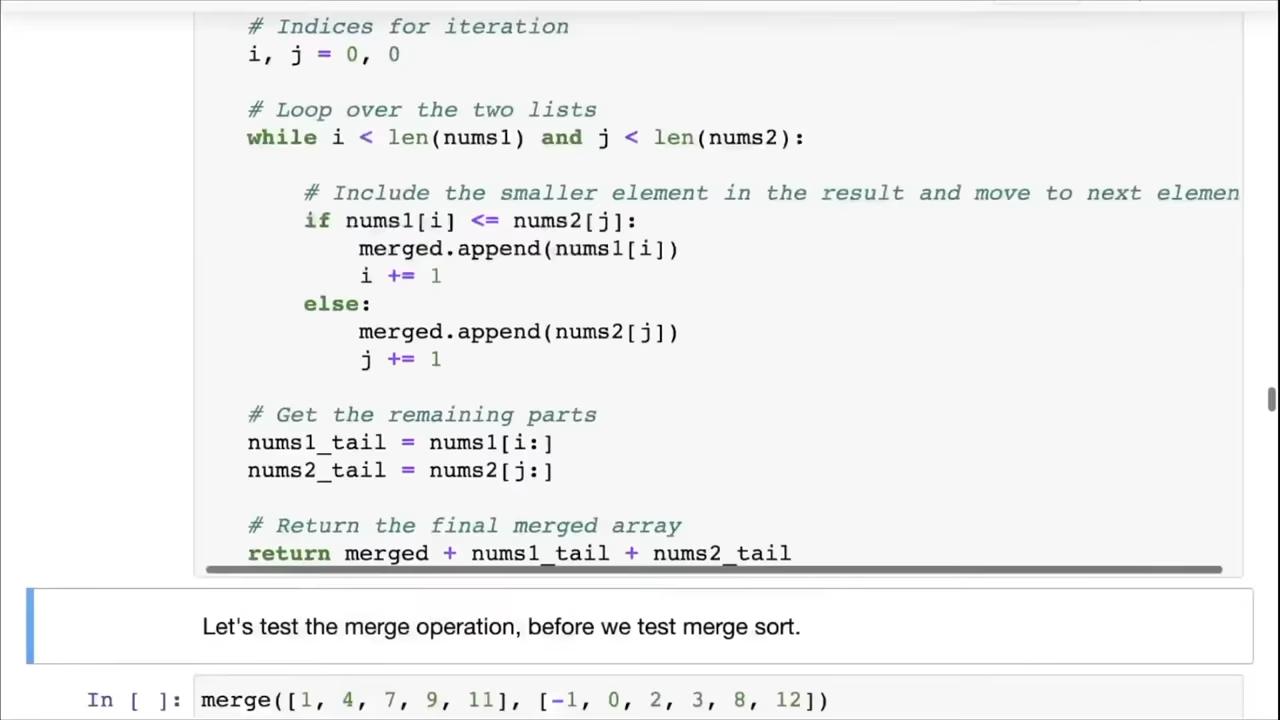 # Indices for iteration
i, j = 0, 0
# Loop over the two lists
while i < len(nums1) and j < len(nums2):
# Include the smaller element in the result and move to next elemen
if nums1[i] <= nums2[j]:
merged.append(nums1[i])
i += 1
else:
merged.append(nums2[j])
j += 1
# Get the remaining parts
nums1_tail = nums1[i:]
nums2_tail = nums2[j:]
# Return the final merged array
return merged + nums1_tail + nums2_tail
Let's test the merge operation, before we test merge sort.
In [ ]: merge([1, 4, 7, 9, 11], [-1, 0, 2, 3, 8, 12])